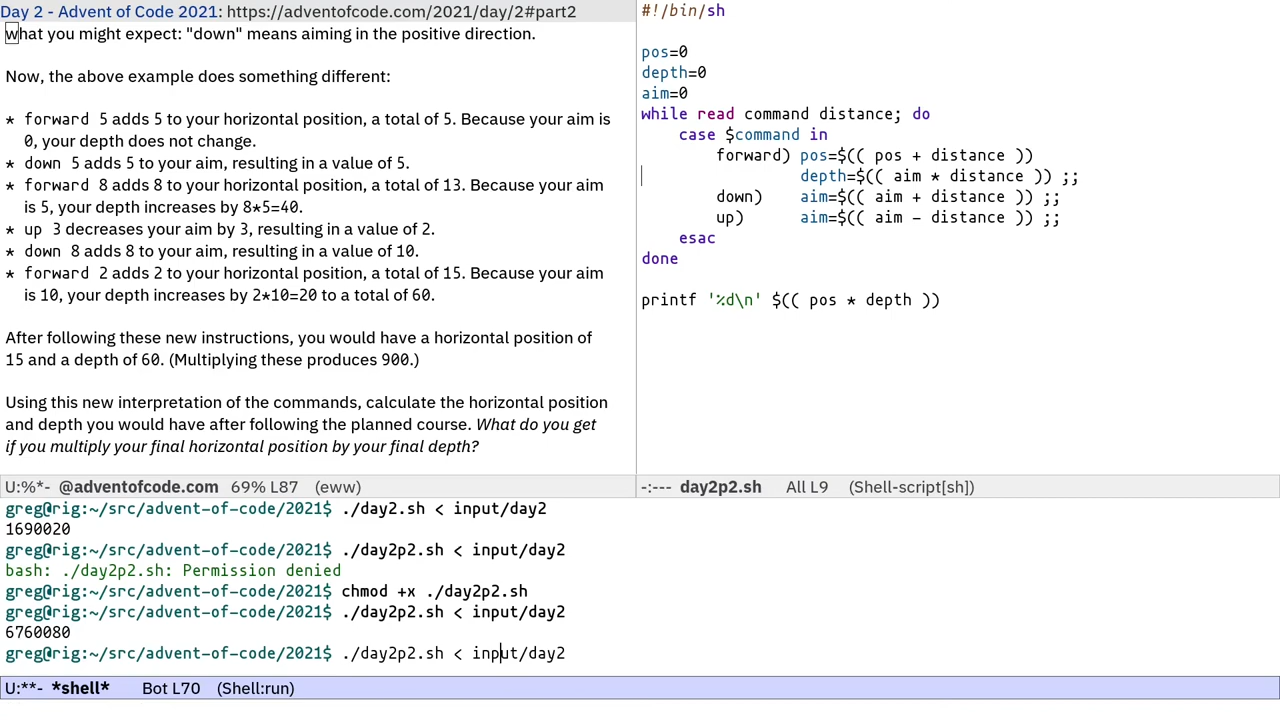 Day 2 - Advent of Code 2021: https://adventofcode.com/2021/day/2#part2
what you might expect: "down" means aiming in the positive direction.
Now, the above example does something different:
* forward 5 adds 5 to your horizontal position, a total of 5. Because your aim is
0, your depth does not change.
* down 5 adds 5 to your aim, resulting in a value of 5.
* forward 8 adds 8 to your horizontal position, a total of 13. Because your aim
is 5, your depth increases by 8*5=40.
* up 3 decreases your aim by 3, resulting in a value of 2.
* down 8 adds 8 to your aim, resulting in a value of 10.
* forward 2 adds 2 to your horizontal position, a total of 15. Because your aim
is 10, your depth increases by 2*10=20 to a total of 60.
After following these new instructions, you would have a horizontal position of
15 and a depth of 60. (Multiplying these produces 900.)
Using this new interpretation of the commands, calculate the horizontal position
and depth you would have after following the planned course. What do you get
if you multiply your final horizontal position by your final depth?
U:%*- @adventofcode.com 69% L87 (eww)
#!/bin/sh
pos=0
depth=0
aim=0
while read command distance; do
case $command in
forward) pos=$(( pos + distance ))
depth=$(( aim * distance )) ;;
down) aim=$(( aim + distance )) ;;
up) aim=$(( aim - distance )) ;;
esac
done
printf '%d\n' $(( pos * depth ))
-:--- day2p2.sh All L9 (Shell-script[sh])
greg@rig:~/src/advent-of-code/2021$ ./day2.sh < input/day2
1690020
greg@rig:~/src/advent-of-code/2021$ ./day2p2.sh < input/day2
bash: ./day2p2.sh: Permission denied
greg@rig:~/src/advent-of-code/2021$ chmod +x ./day2p2.sh
greg@rig:~/src/advent-of-code/2021$ ./day2p2.sh < input/day2
6760080
greg@rig:~/src/advent-of-code/2021$ ./day2p2.sh < input/day2
U:**- *shell* Bot L70 (Shell:run)